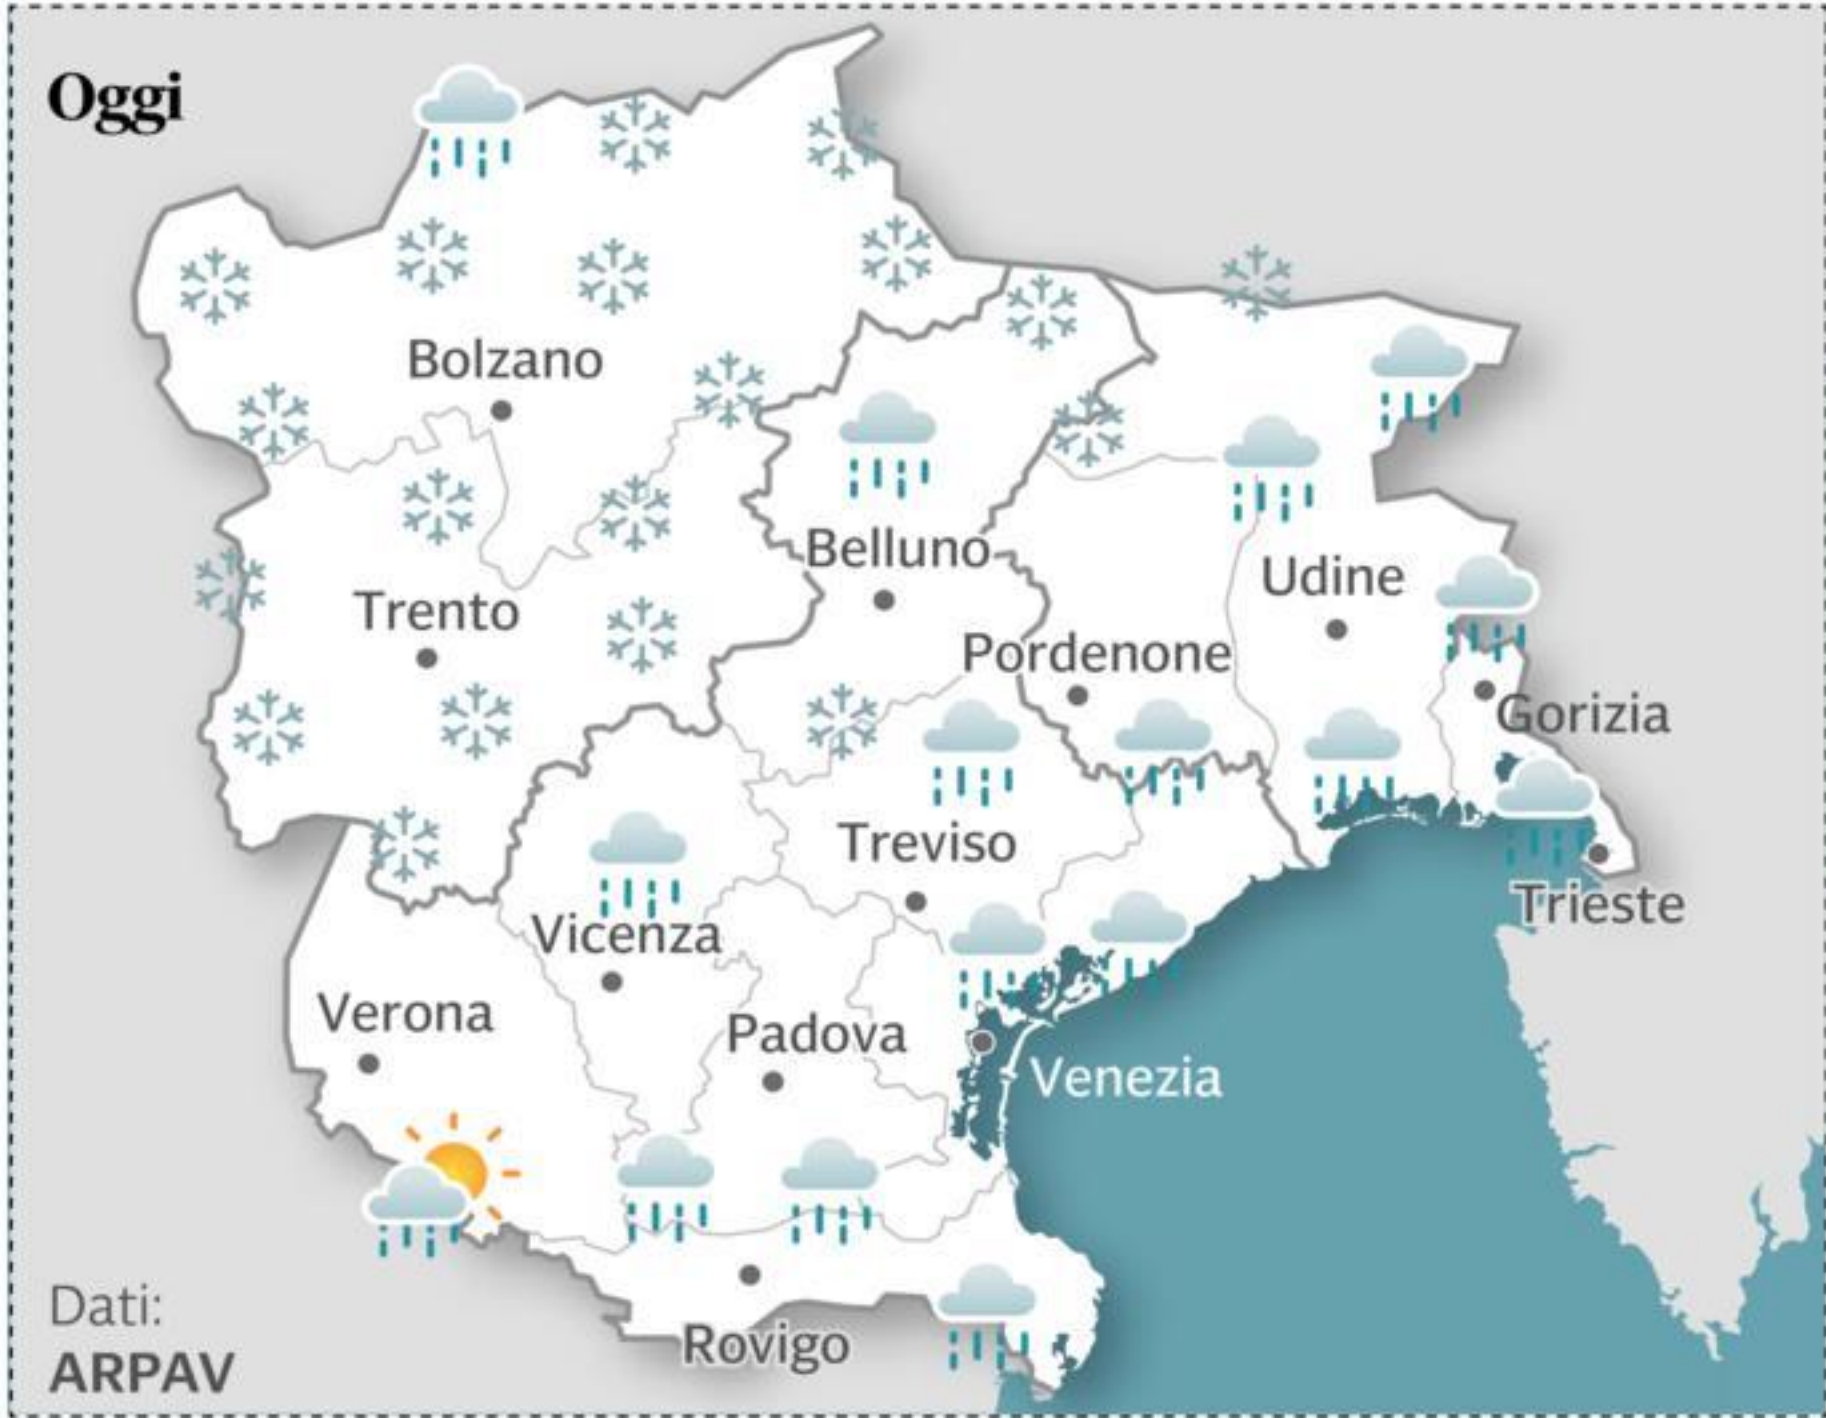 Oggi
Bolzano
Belluno
Udine
Trento
Pordenone
Gorizia
Treviso
Trieste
Vicenza
Verona
Padova
Venezia
Rovigo
Dati:
ARPAV